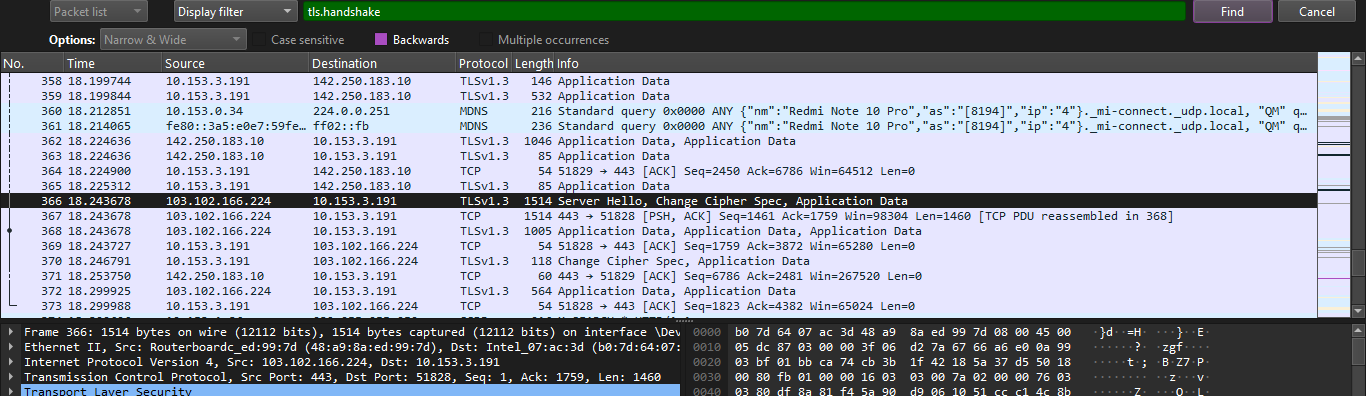 Packet list Display filter tls.handshake Find Cancel
Options: Narrow & Wide Case sensitive Backwards Multiple occurrences
No. Time Source Destination Protocol Length Info
358 18.199744 10.153.3.191 142.250.183.10 TLSv1.3 146 Application Data
359 18.199844 10.153.3.191 142.250.183.10 TLSv1.3 532 Application Data
360 18.212851 10.153.0.34 224.0.0.251 MDNS 216 Standard query 0x0000 ANY {"nm":"Redmi Note 10 Pro","as":"[8194]","ip":"4"}._mi-connect._udp.local, "QM" q…
361 18.214065 fe80::3a5:e0e7:59fe… ff02::fb MDNS 236 Standard query 0x0000 ANY {"nm":"Redmi Note 10 Pro","as":"[8194]","ip":"4"}._mi-connect._udp.local, "QM" q…
362 18.224636 142.250.183.10 10.153.3.191 TLSv1.3 1046 Application Data, Application Data
363 18.224636 142.250.183.10 10.153.3.191 TLSv1.3 85 Application Data
364 18.224900 10.153.3.191 142.250.183.10 TCP 54 51829 → 443 [ACK] Seq=2450 Ack=6786 Win=64512 Len=0
365 18.225312 10.153.3.191 142.250.183.10 TLSv1.3 85 Application Data
366 18.243678 103.102.166.224 10.153.3.191 TLSv1.3 1514 Server Hello, Change Cipher Spec, Application Data
367 18.243678 103.102.166.224 10.153.3.191 TCP 1514 443 → 51828 [PSH, ACK] Seq=1461 Ack=1759 Win=98304 Len=1460 [TCP PDU reassembled in 368]
368 18.243678 103.102.166.224 10.153.3.191 TLSv1.3 1005 Application Data, Application Data, Application Data
369 18.243727 10.153.3.191 103.102.166.224 TCP 54 51828 → 443 [ACK] Seq=1759 Ack=3872 Win=65280 Len=0
370 18.246791 10.153.3.191 103.102.166.224 TLSv1.3 118 Change Cipher Spec, Application Data
371 18.253750 142.250.183.10 10.153.3.191 TCP 60 443 → 51829 [ACK] Seq=6786 Ack=2481 Win=267520 Len=0
372 18.299925 103.102.166.224 10.153.3.191 TLSv1.3 564 Application Data, Application Data
373 18.299988 10.153.3.191 103.102.166.224 TCP 54 51828 → 443 [ACK] Seq=1823 Ack=4382 Win=65024 Len=0
Frame 366: 1514 bytes on wire (12112 bits), 1514 bytes captured (12112 bits) on interface \Dev
Ethernet II, Src: Routerboardc_ed:99:7d (48:a9:8a:ed:99:7d), Dst: Intel_07:ac:3d (b0:7d:64:07:
Internet Protocol Version 4, Src: 103.102.166.224, Dst: 10.153.3.191
Transmission Control Protocol, Src Port: 443, Dst Port: 51828, Seq: 1, Ack: 1759, Len: 1460
Transport Layer Security
0000 b0 7d 64 07 ac 3d 48 a9 8a ed 99 7d 08 00 45 00 ·}d··=H· ···}··E·
0010 05 dc 87 03 00 00 3f 06 d2 7a 67 66 a6 e0 0a 99 ······?· ·zgf····
0020 03 bf 01 bb ca 74 cb 3b 1f 42 18 5a 37 d5 50 18 ·····t·; ·B·Z7·P·
0030 00 80 fb 01 00 00 16 03 03 00 7a 02 00 00 76 03 ········ ··z···v·
0040 03 80 df 8a 81 f4 5a 90 d9 06 10 51 cc c1 4c 8b ······Z· ···Q··L·